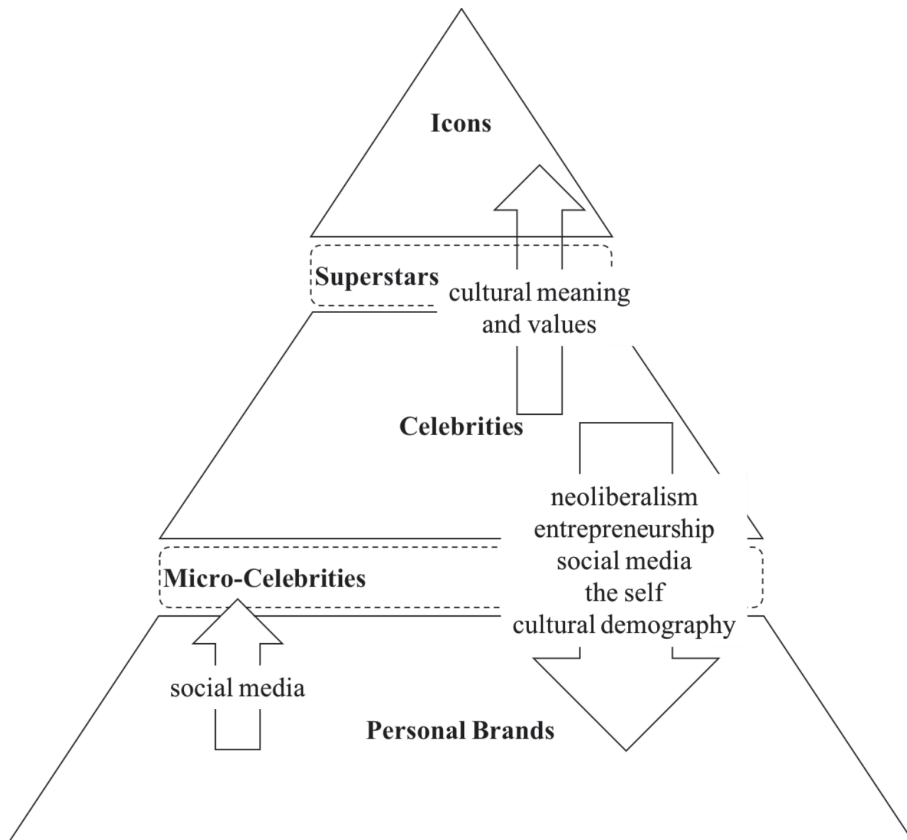 Icons
Superstars
cultural meaning
and values
Celebrities
neoliberalism
entrepreneurship
social media
the self
cultural demography
Micro-Celebrities
social media
Personal Brands